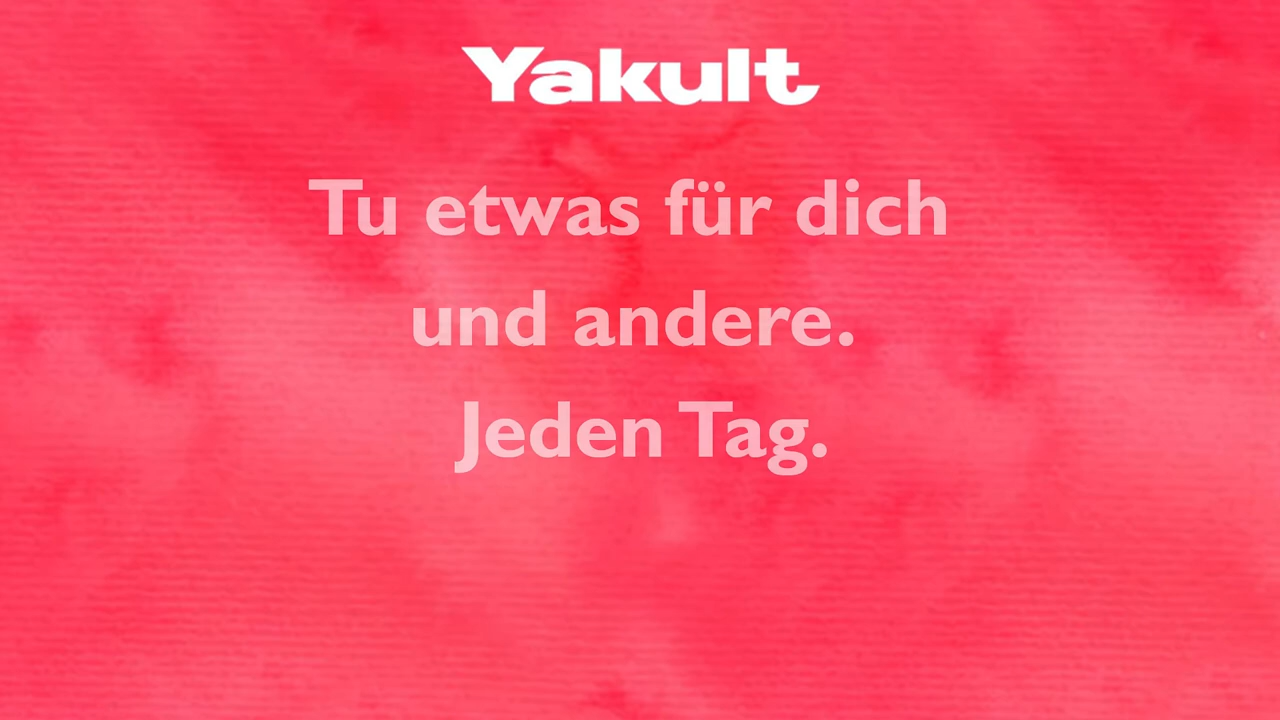 Yakult
Tu etwas für dich
und andere.
Jeden Tag.